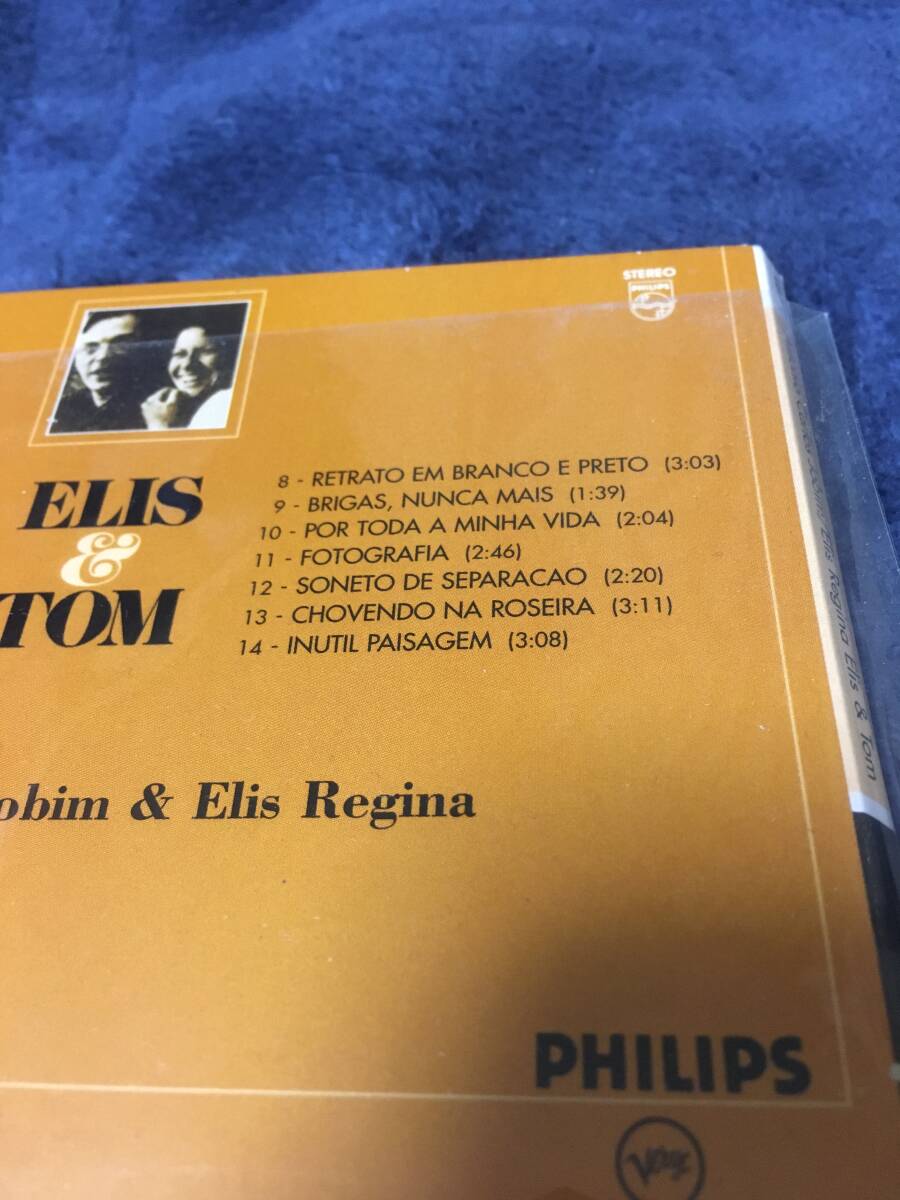 STEREO
PHILIPS
ELIS
&
TOM
8 - RETRATO EM BRANCO E PRETO (3:03)
9 - BRIGAS, NUNCA MAIS (1:39)
10 - POR TODA A MINHA VIDA (2:04)
11 - FOTOGRAFIA (2:46)
12 - SONETO DE SEPARACAO (2:20)
13 - CHOVENDO NA ROSEIRA (3:11)
14 - INUTIL PAISAGEM (3:08)
obim & Elis Regina
Elis Regina Elis & Tom
PHILIPS
Verve